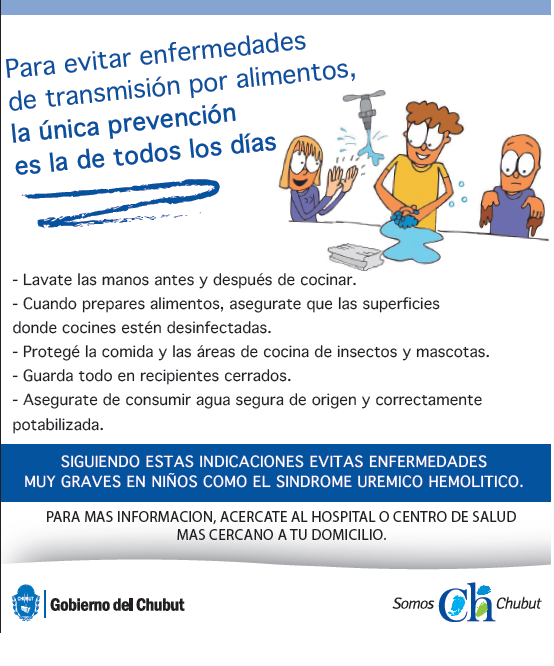 Para evitar enfermedades
de transmisión por alimentos,
la única prevención
es la de todos los días
- Lavate las manos antes y después de cocinar.
- Cuando prepares alimentos, asegurate que las superficies
donde cocines estén desinfectadas.
- Protegé la comida y las áreas de cocina de insectos y mascotas.
- Guarda todo en recipientes cerrados.
- Asegurate de consumir agua segura de origen y correctamente
potabilizada.
SIGUIENDO ESTAS INDICACIONES EVITAS ENFERMEDADES
MUY GRAVES EN NIÑOS COMO EL SINDROME UREMICO HEMOLITICO.
PARA MAS INFORMACION, ACERCATE AL HOSPITAL O CENTRO DE SALUD
MAS CERCANO A TU DOMICILIO.
CHUBUT
Gobierno del Chubut
Somos Ch Chubut